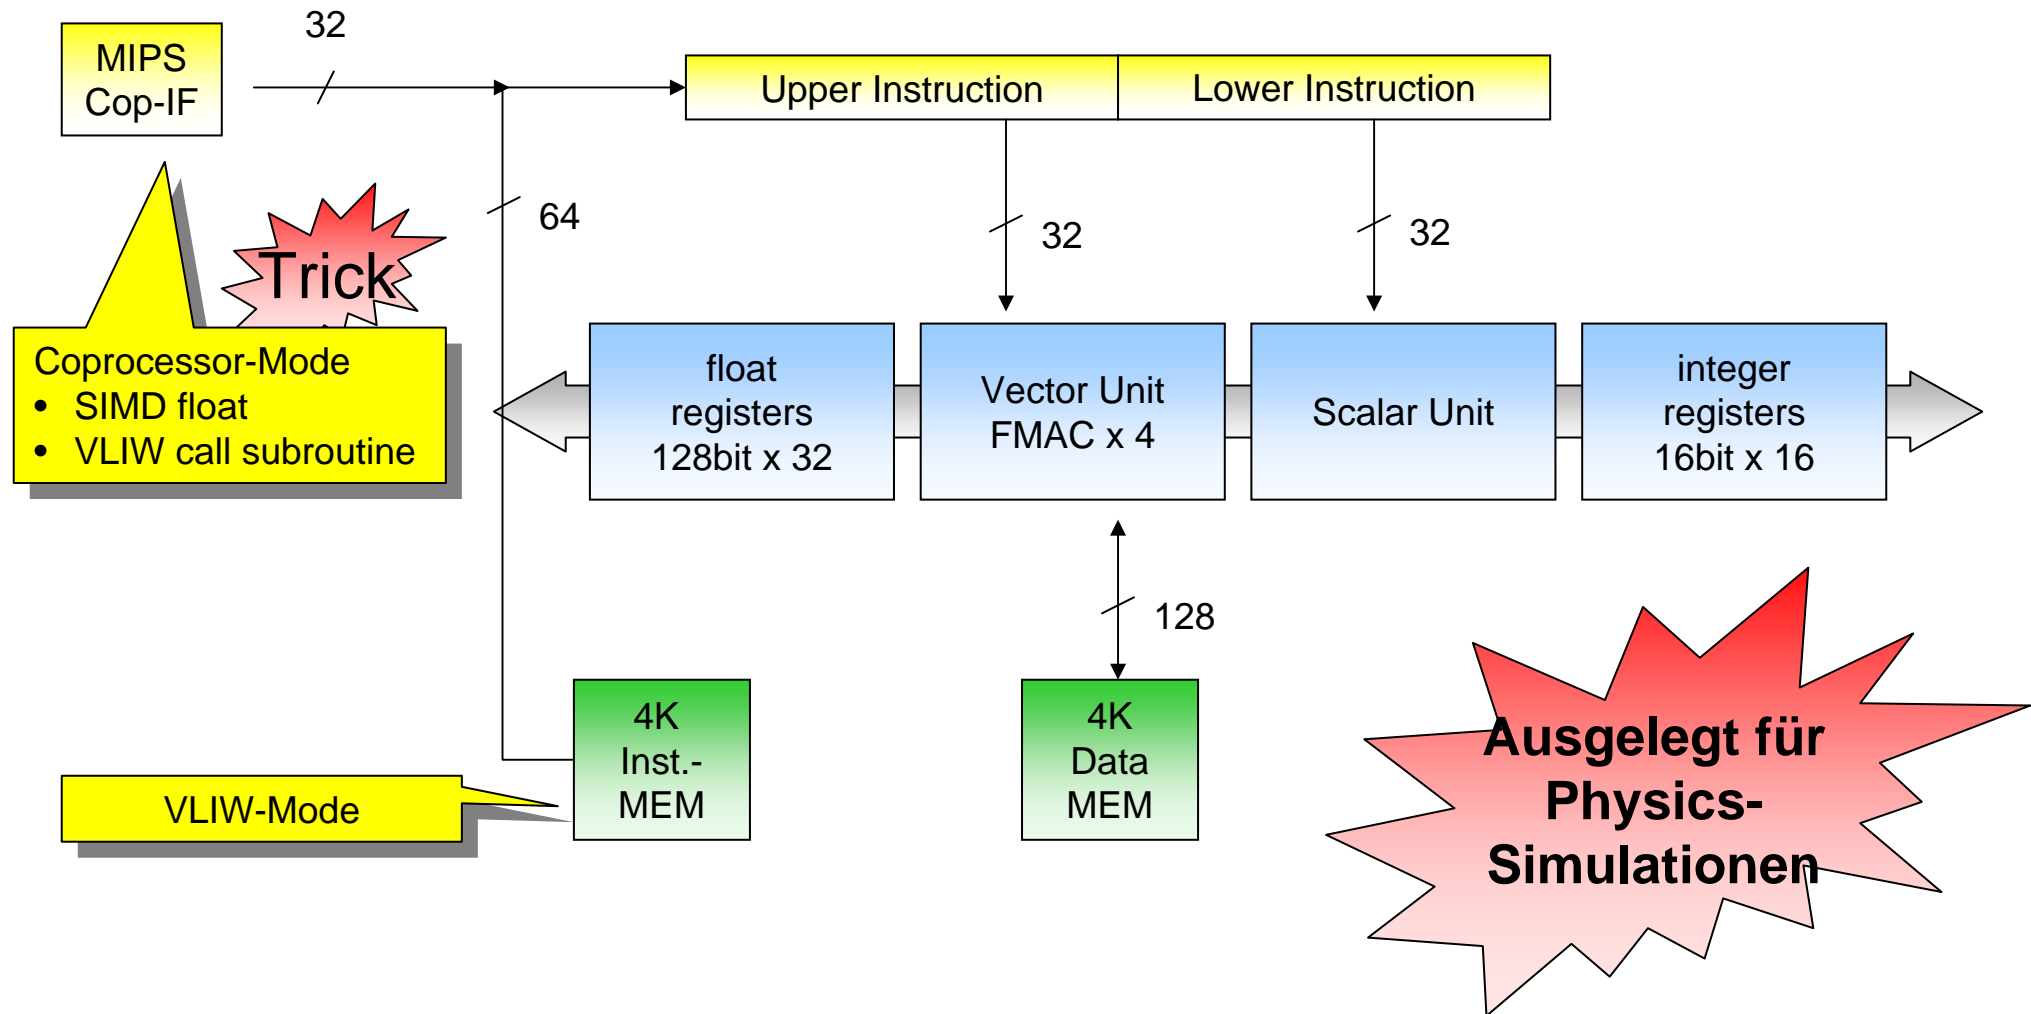 32
MIPS
Cop-IF
Upper Instruction
Lower Instruction
64
32
32
Trick
Coprocessor-Mode
• SIMD float
• VLIW call subroutine
float
registers
128bit x 32
Vector Unit
FMAC x 4
Scalar Unit
integer
registers
16bit x 16
128
4K
Inst.-
MEM
4K
Data
MEM
VLIW-Mode
Ausgelegt für
Physics-
Simulationen